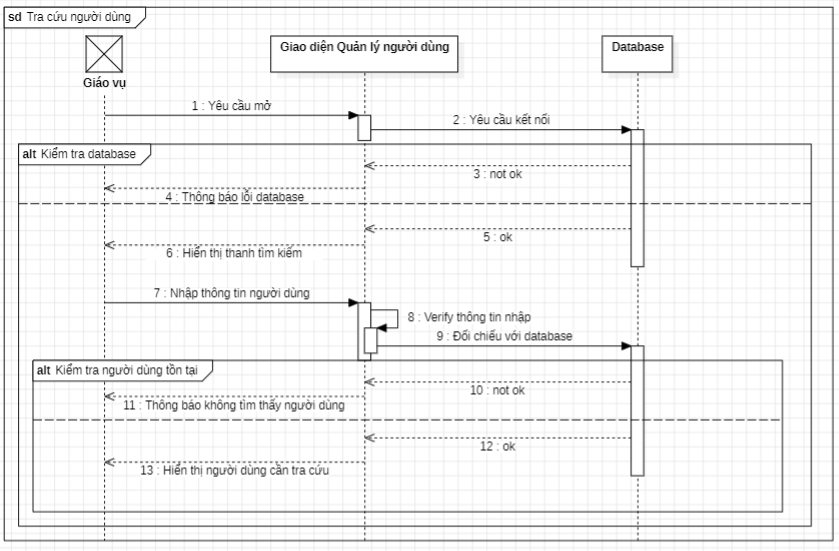 sd Tra cứu người dùng
Giáo vụ
Giao diện Quản lý người dùng
Database
1 : Yêu cầu mở
2 : Yêu cầu kết nối
alt Kiểm tra database
3 : not ok
4 : Thông báo lỗi database
5 : ok
6 : Hiển thị thanh tìm kiếm
7 : Nhập thông tin người dùng
8 : Verify thông tin nhập
9 : Đối chiếu với database
alt Kiểm tra người dùng tồn tại
10 : not ok
11 : Thông báo không tìm thấy người dùng
12 : ok
13 : Hiển thị người dùng cần tra cứu